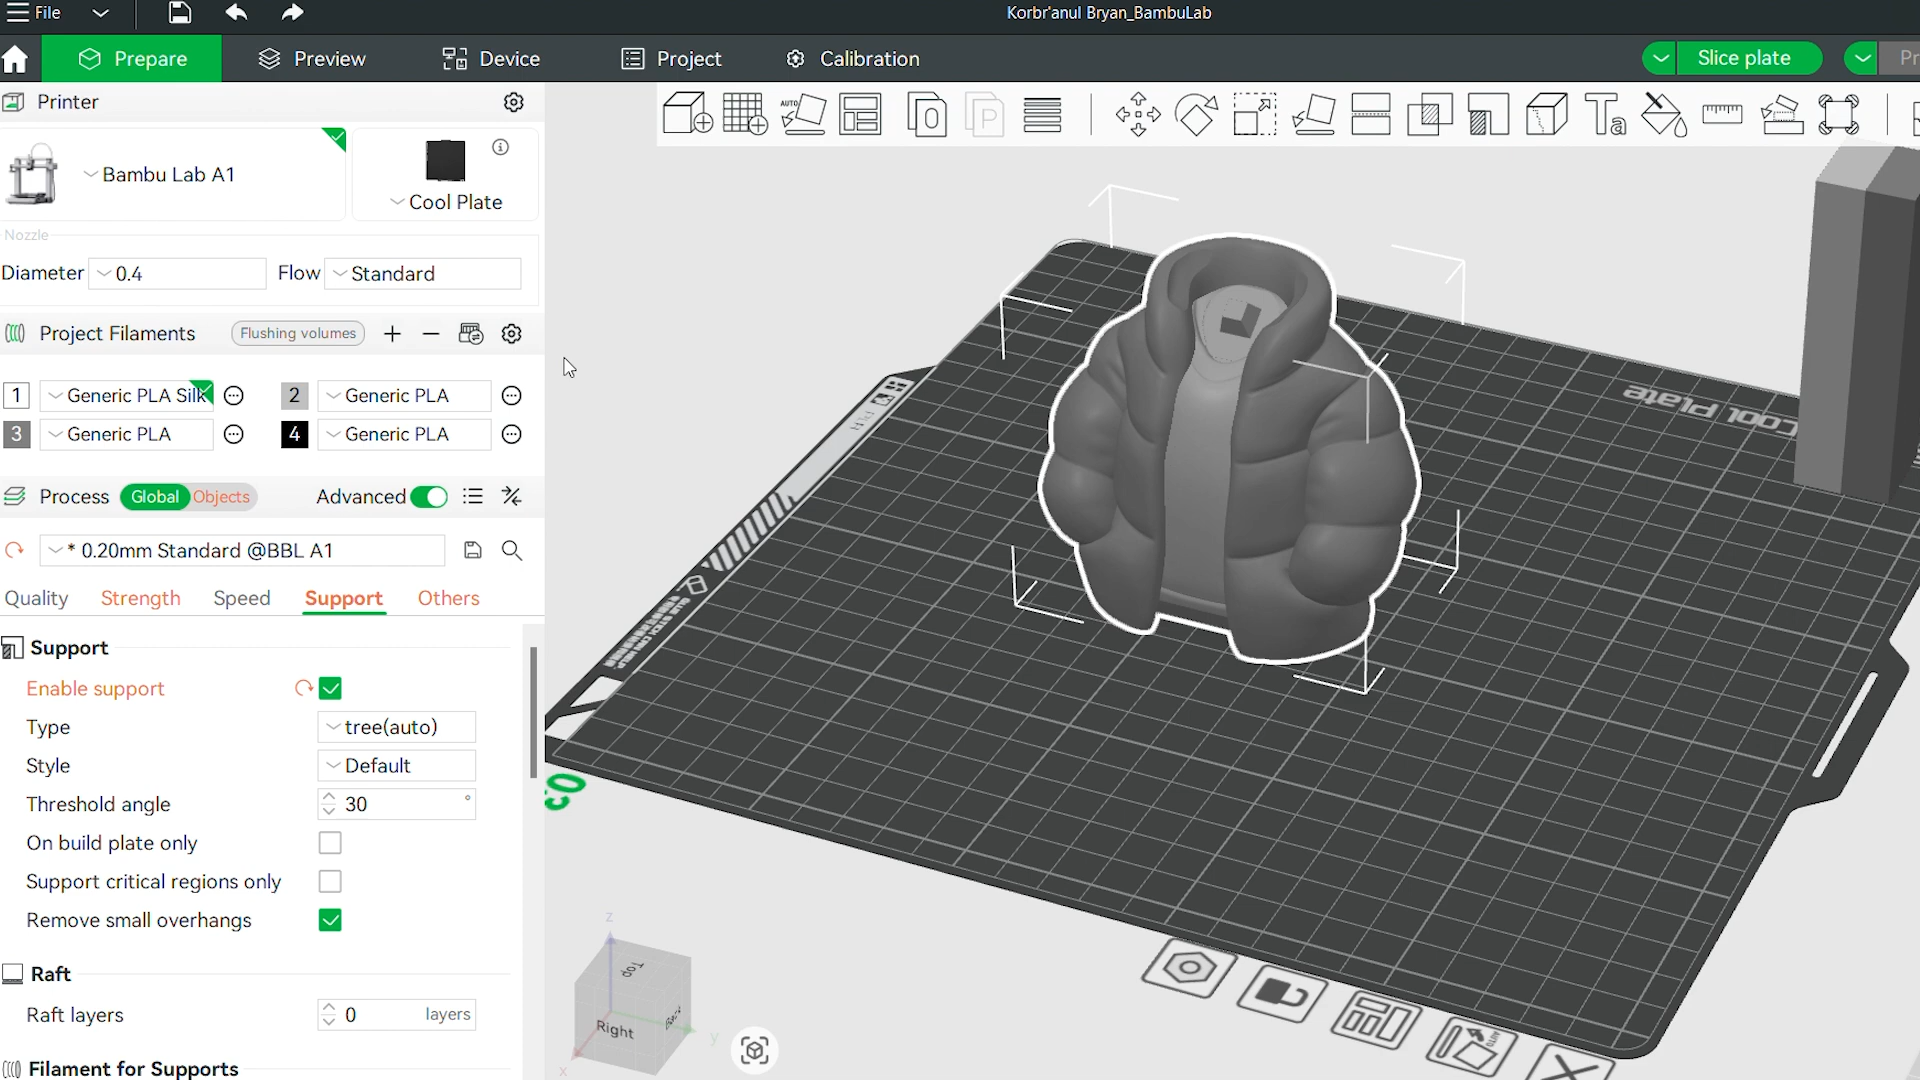 File
Korbr'anul Bryan_BambuLab
Prepare
Preview
Device
Project
Calibration
Slice plate
Pr
Printer
AUTO
Bambu Lab A1
Cool Plate
Nozzle
Diameter
0.4
Flow
Standard
Project Filaments
Flushing volumes
1
Generic PLA Silk
2
Generic PLA
3
Generic PLA
4
Generic PLA
Process
Global
Objects
Advanced
* 0.20mm Standard @BBL A1
Quality
Strength
Speed
Support
Others
Support
Enable support
Type
tree(auto)
Style
Default
Threshold angle
30
°
On build plate only
Support critical regions only
Remove small overhangs
Raft
Raft layers
0
layers
Filament for Supports
Cool Plate
03
z
Top
Right
y
x
AUTO